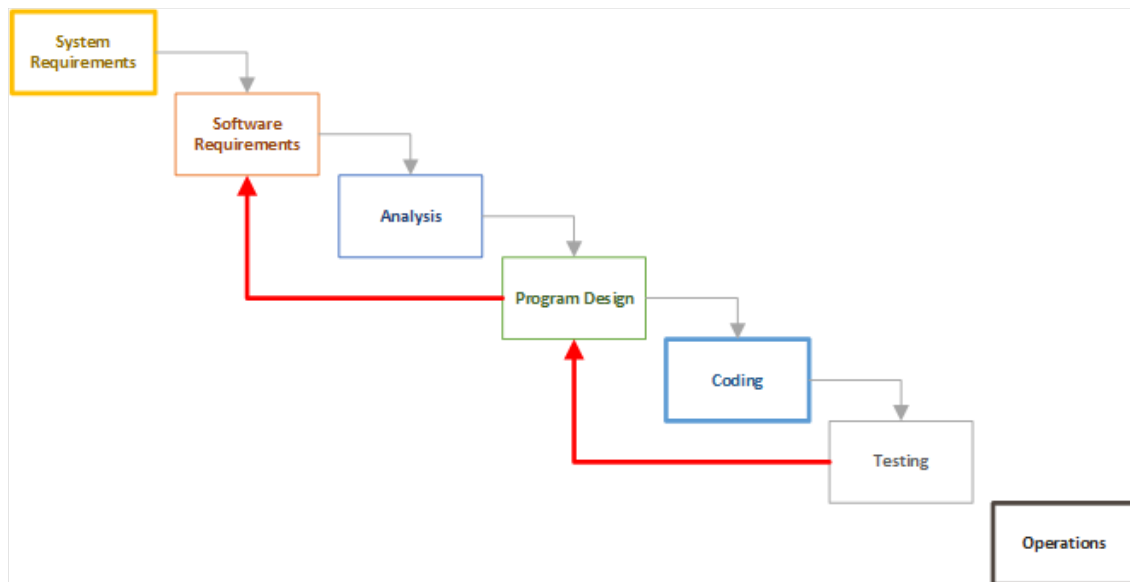 System
Requirements
Software
Requirements
Analysis
Program Design
Coding
Testing
Operations